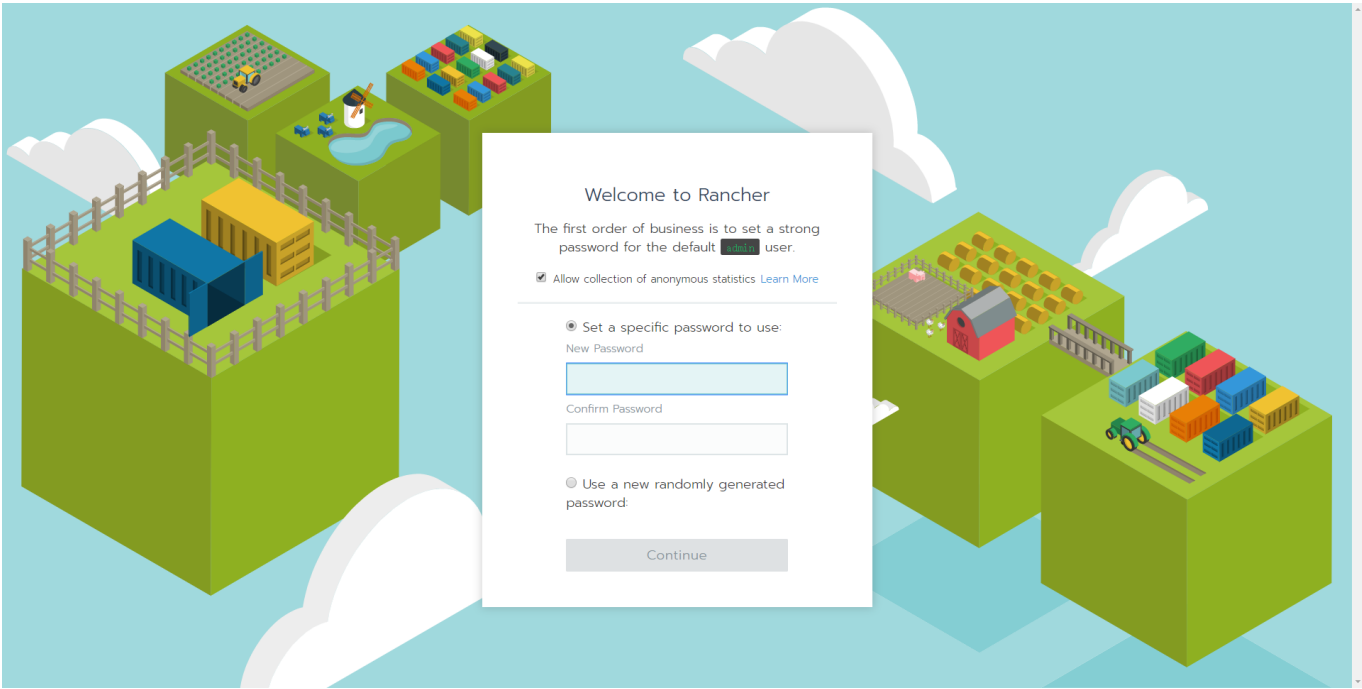 Welcome to Rancher
The first order of business is to set a strong
password for the default admin user.
Allow collection of anonymous statistics Learn More
Set a specific password to use:
New Password
Confirm Password
Use a new randomly generated
password:
Continue